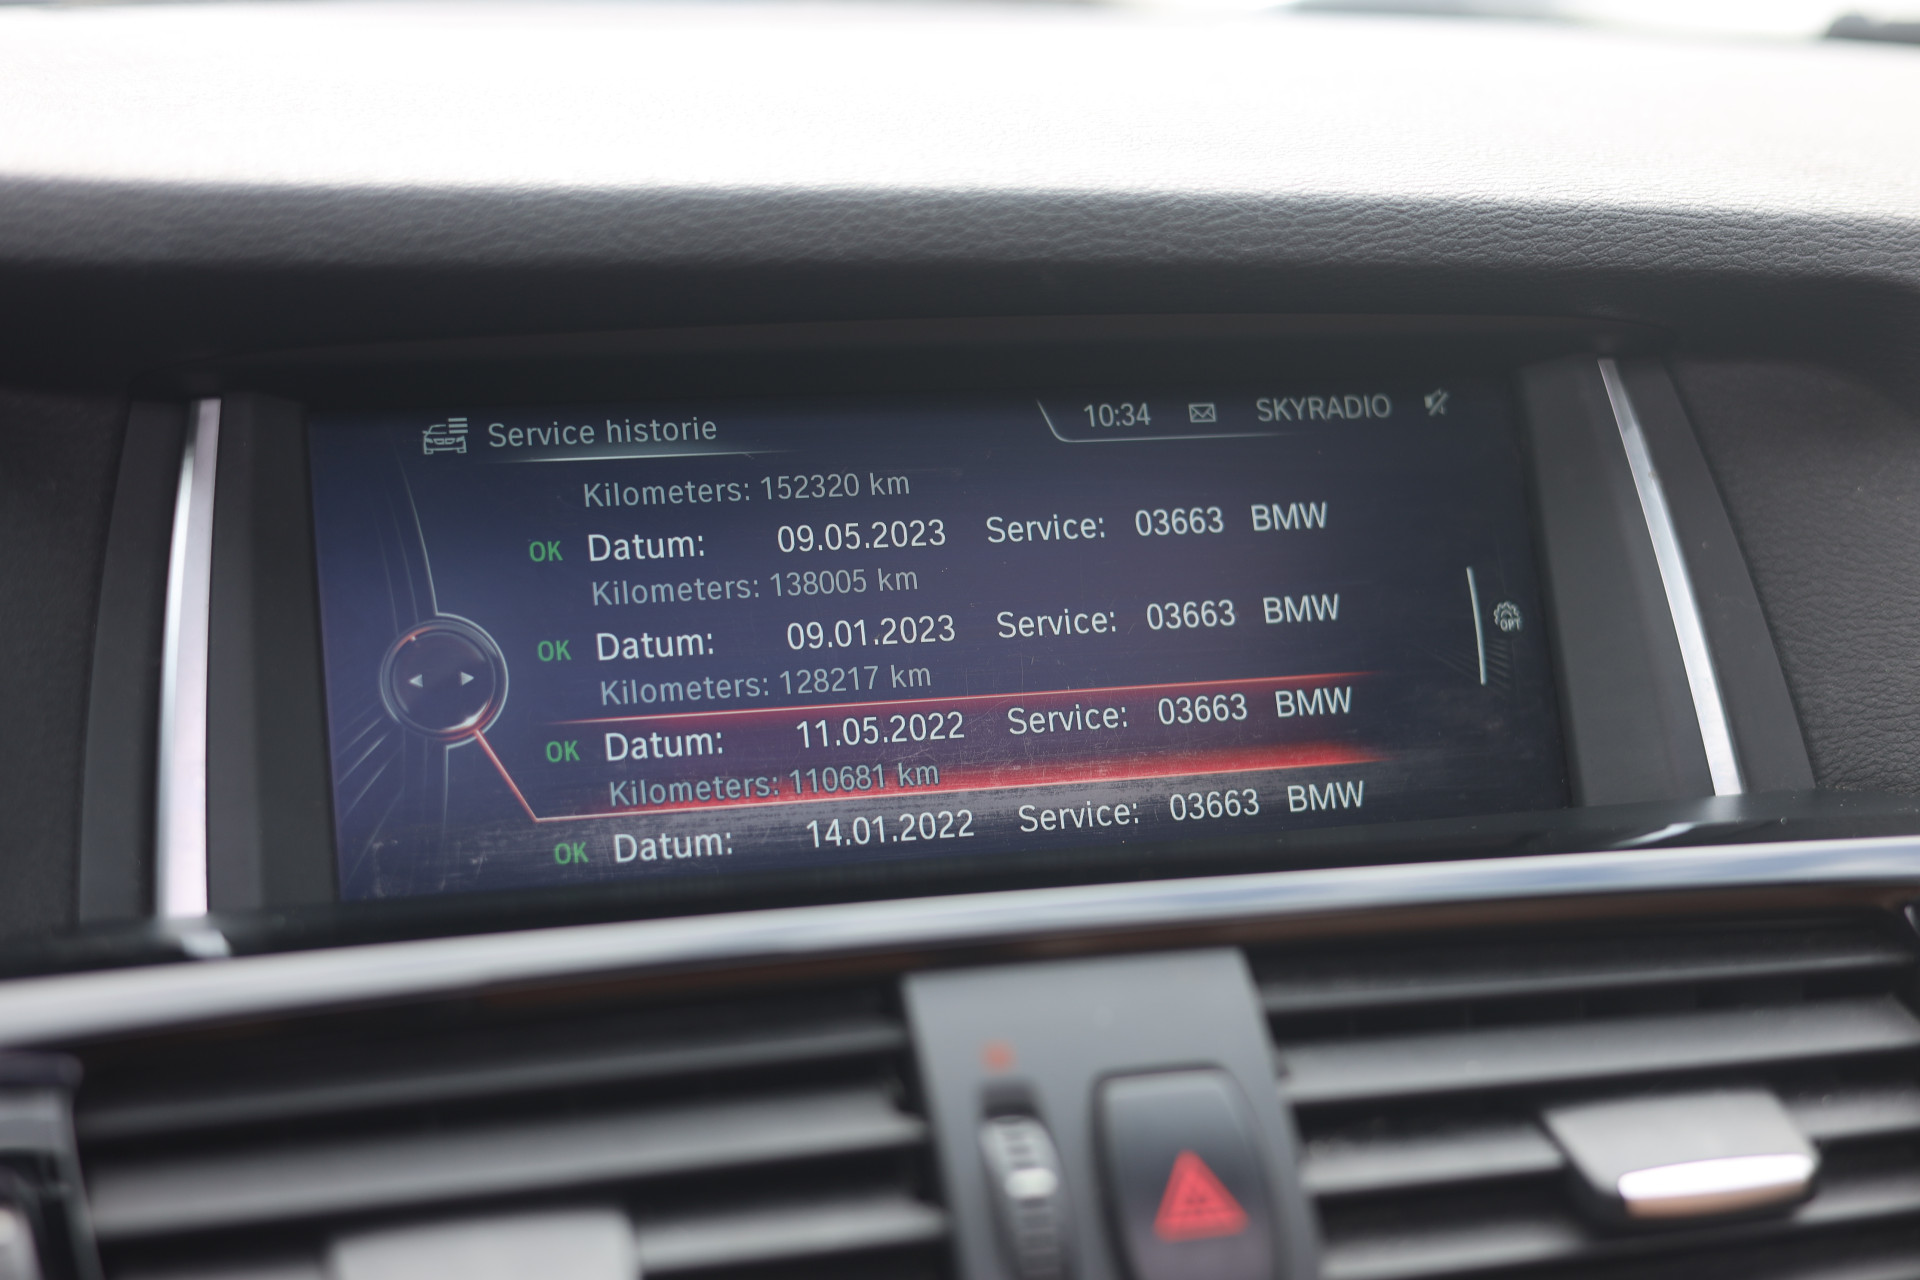 Service historie
10:34 SKYRADIO
Kilometers: 152320 km
OK Datum: 09.05.2023 Service: 03663 BMW
Kilometers: 138005 km
OK Datum: 09.01.2023 Service: 03663 BMW
Kilometers: 128217 km
OK Datum: 11.05.2022 Service: 03663 BMW
Kilometers: 110681 km
OK Datum: 14.01.2022 Service: 03663 BMW
OPT